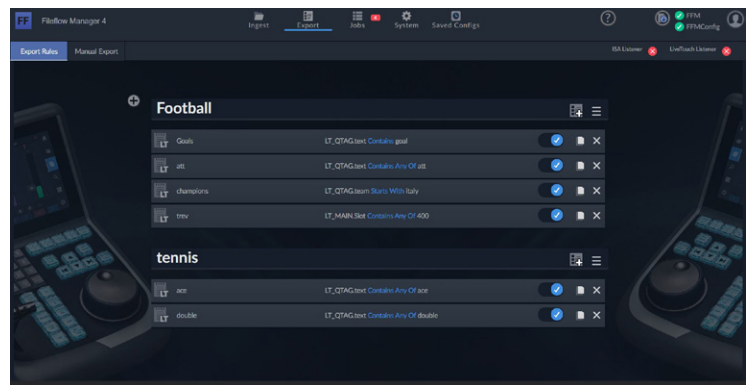 FF Fileflow Manager 4
Ingest Export Jobs System Saved Configs
? FFM
FFMConfig
Export Rules Manual Export
ISA Listener LiveTouch Listener
Football
LT Goals LT_QTAG.text Contains goal
LT att LT_QTAG.text Contains Any Of att
LT champions LT_QTAG.team Starts With Italy
LT trev LT_MAIN.Slot Contains Any Of 400
tennis
LT ace LT_QTAG.text Contains Any Of ace
LT double LT_QTAG.text Contains Any Of double